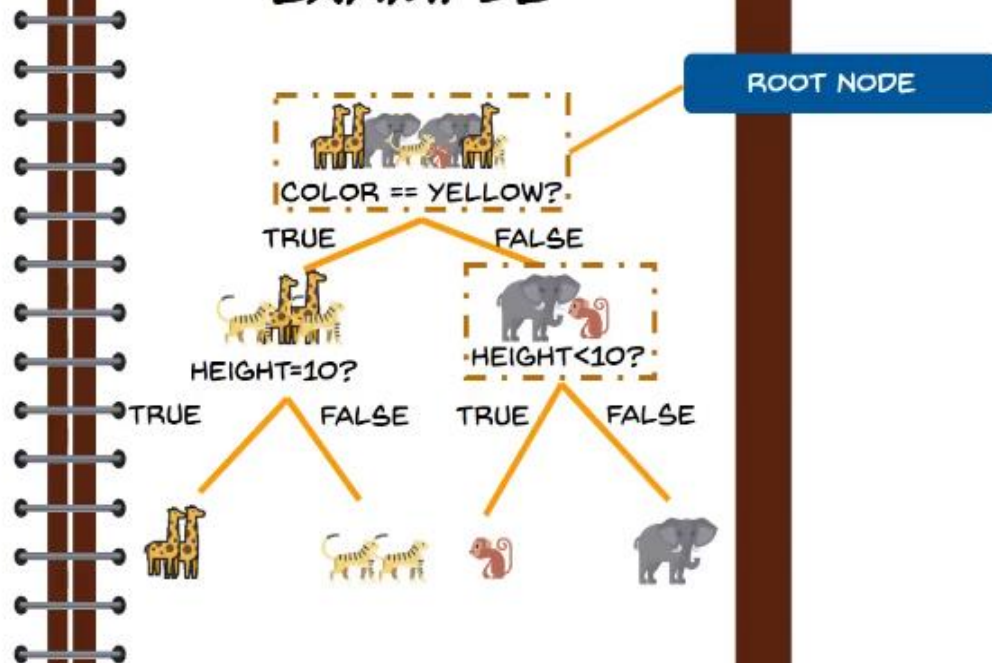 ROOT NODE
COLOR == YELLOW?
TRUE
FALSE
HEIGHT=10?
HEIGHT<10?
TRUE
FALSE
TRUE
FALSE